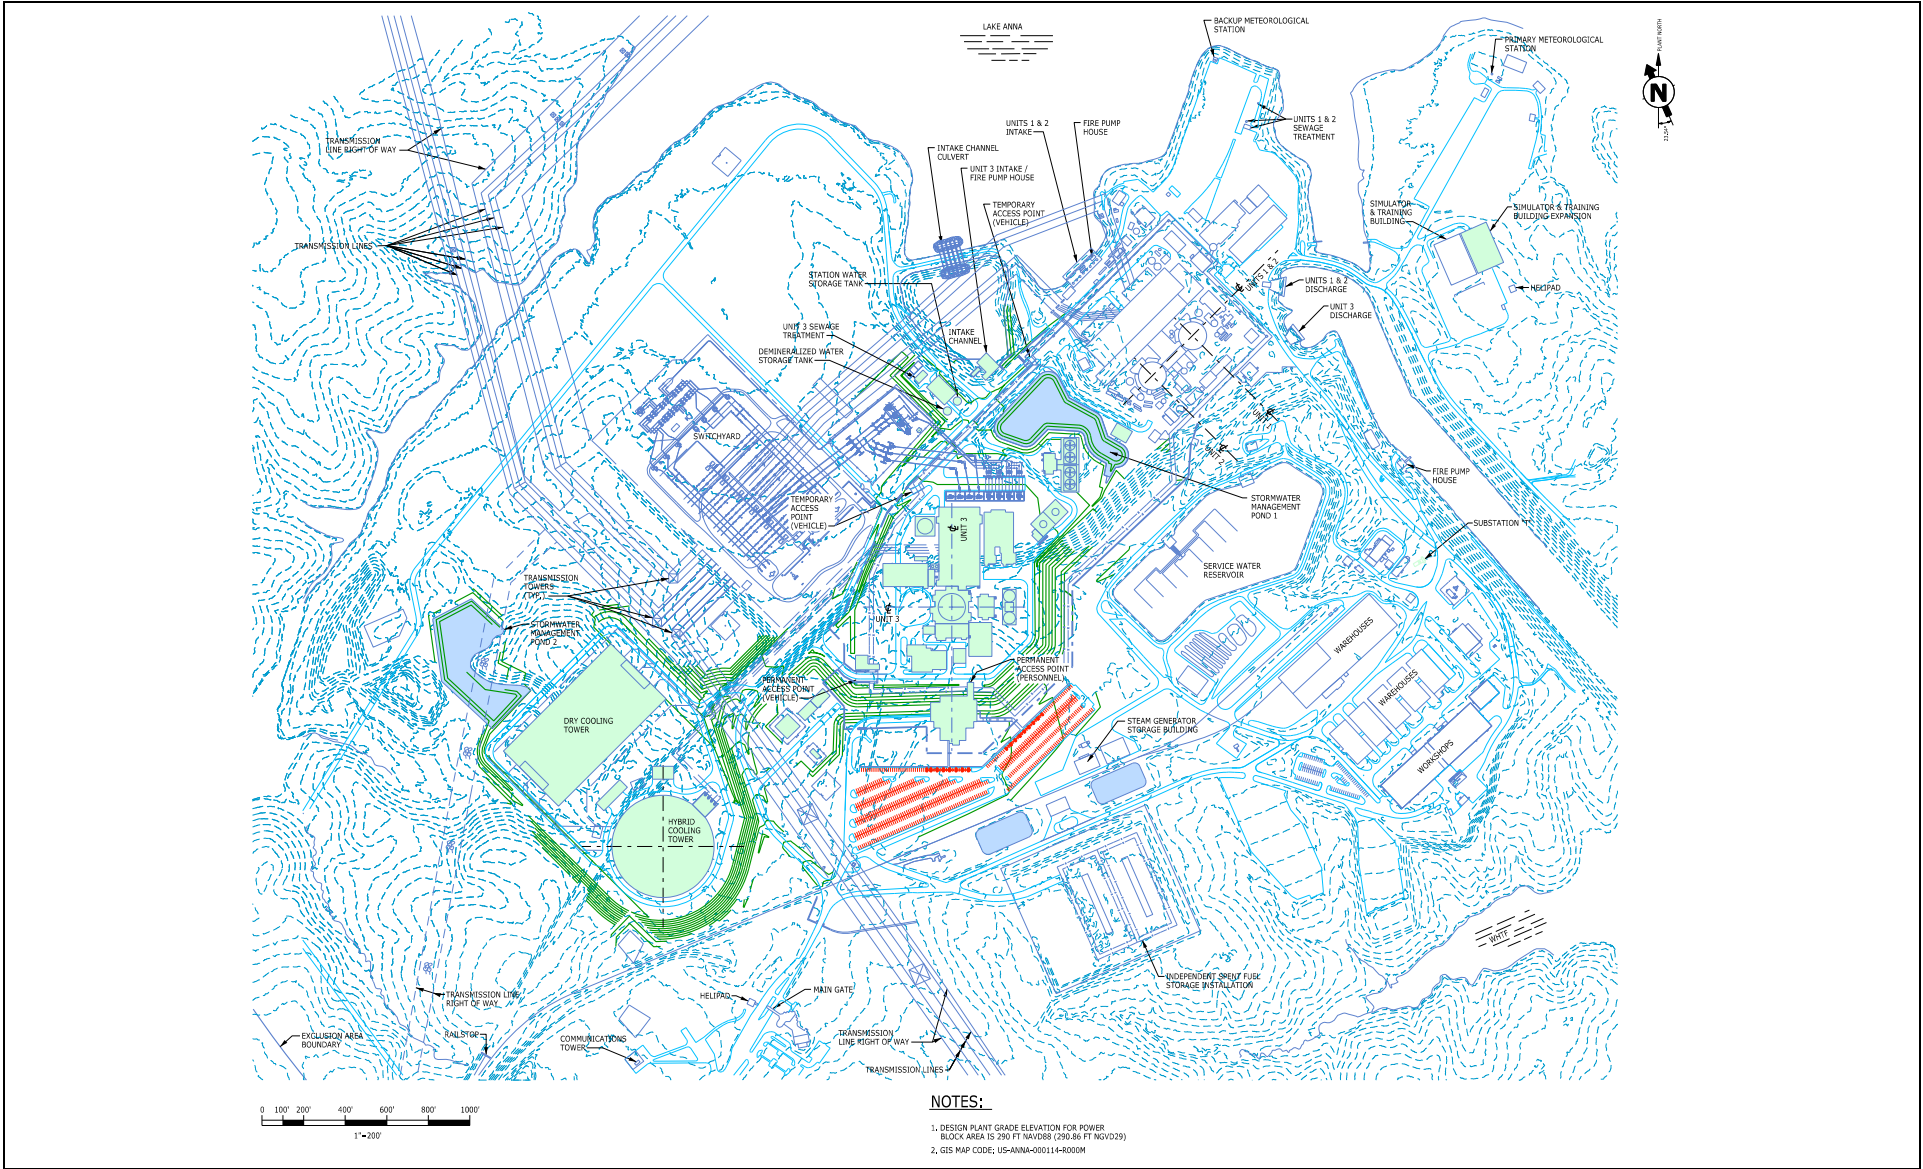 LAKE ANNA
BACKUP METEOROLOGICAL
STATION
PRIMARY METEOROLOGICAL
STATION
PLANT NORTH
N
TRANSMISSION
LINE RIGHT OF WAY
UNITS 1 & 2
INTAKE
FIRE PUMP
HOUSE
UNITS 1 & 2
SEWAGE
TREATMENT
INTAKE CHANNEL
CULVERT
UNIT 3 INTAKE /
FIRE PUMP HOUSE
TEMPORARY
ACCESS POINT
(VEHICLE)
SIMULATOR
& TRAINING
BUILDING
SIMULATOR & TRAINING
BUILDING EXPANSION
TRANSMISSION LINES
STATION WATER
STORAGE TANK
UNITS 1 & 2
UNITS 1 & 2
DISCHARGE
HELIPAD
UNIT 3
DISCHARGE
UNIT 3 SEWAGE
TREATMENT
INTAKE
CHANNEL
DEMINERALIZED WATER
STORAGE TANK
SWITCHYARD
UNIT 2
FIRE PUMP
HOUSE
TEMPORARY
ACCESS
POINT
(VEHICLE)
STORMWATER
MANAGEMENT
POND 1
UNIT 3
SUBSTATION "T"
SERVICE WATER
RESERVOIR
TRANSMISSION
TOWERS
(TYP.)
UNIT 3
STORMWATER
MANAGEMENT
POND 2
WAREHOUSES
PERMANENT
ACCESS POINT
(PERSONNEL)
PERMANENT
ACCESS POINT
(VEHICLE)
WAREHOUSES
DRY COOLING
TOWER
STEAM GENERATOR
STORAGE BUILDING
WORKSHOPS
HYBRID
COOLING
TOWER
WHTF
INDEPENDENT SPENT FUEL
STORAGE INSTALLATION
TRANSMISSION LINE
RIGHT OF WAY
HELIPAD
MAIN GATE
EXCLUSION AREA
BOUNDARY
RAILSTOP
COMMUNICATIONS
TOWER
TRANSMISSION
LINE RIGHT OF WAY
TRANSMISSION LINES
0 100' 200' 400' 600' 800' 1000'
1"=200'
NOTES:
1. DESIGN PLANT GRADE ELEVATION FOR POWER
BLOCK AREA IS 290 FT NAVD88 (290.86 FT NGVD29)
2. GIS MAP CODE: US-ANNA-000114-R000M